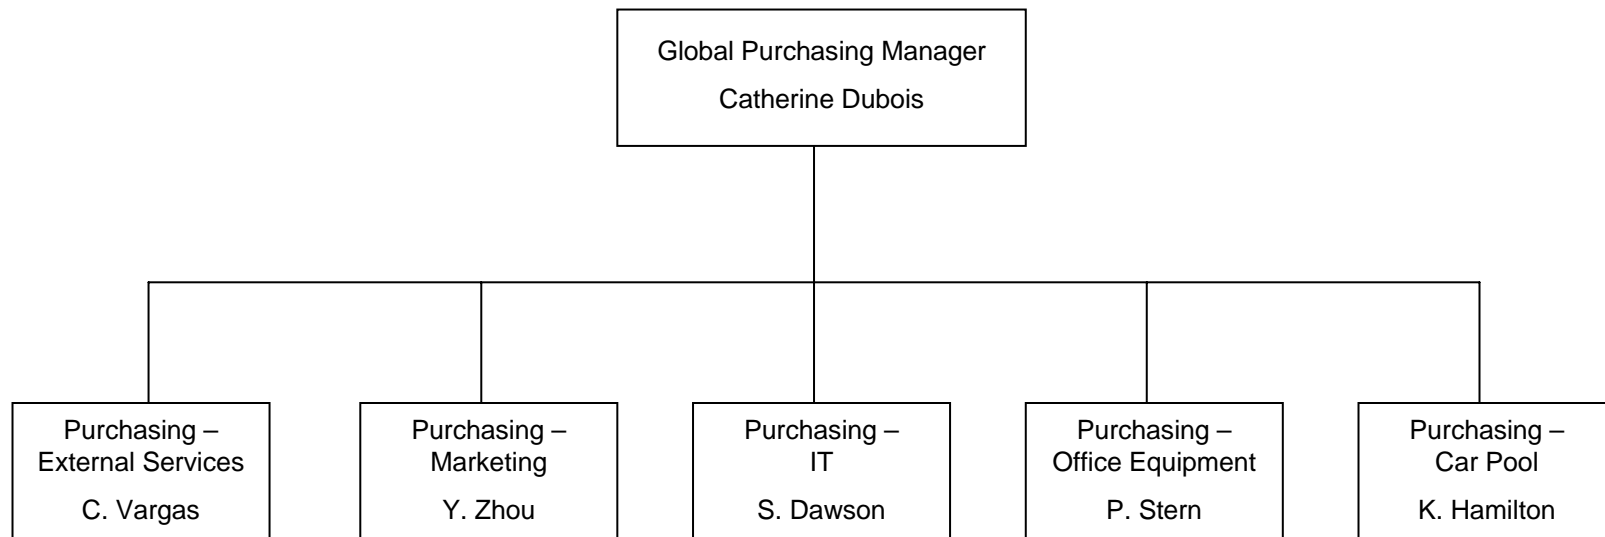 Global Purchasing Manager
Catherine Dubois
Purchasing –
External Services
C. Vargas
Purchasing –
Marketing
Y. Zhou
Purchasing –
IT
S. Dawson
Purchasing –
Office Equipment
P. Stern
Purchasing –
Car Pool
K. Hamilton